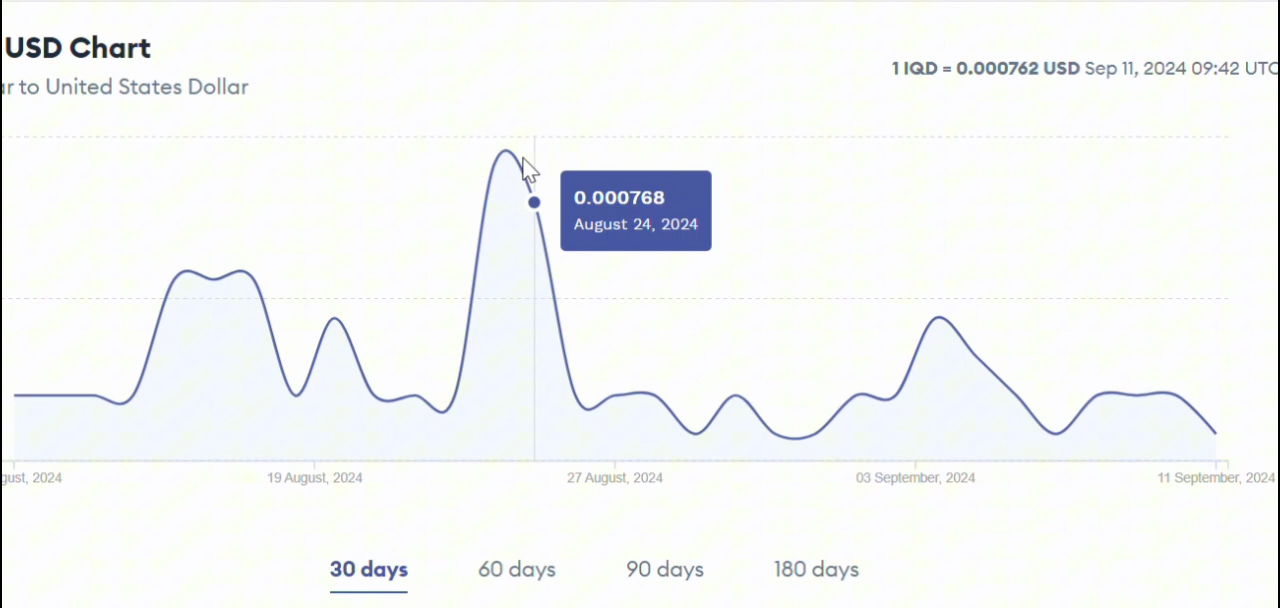 USD Chart
ar to United States Dollar
1 IQD = 0.000762 USD Sep 11, 2024 09:42 UTC
0.000768
August 24, 2024
gust, 2024
19 August, 2024
27 August, 2024
03 September, 2024
11 September, 2024
30 days
60 days
90 days
180 days